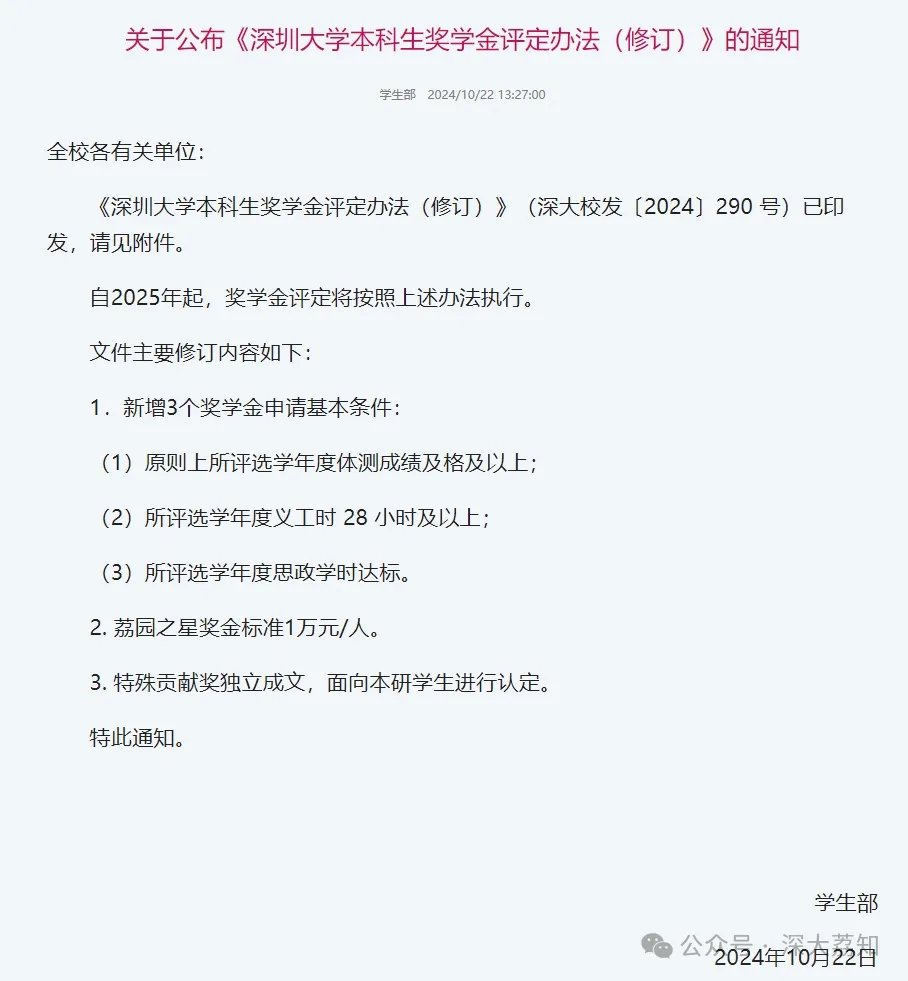 关于公布《深圳大学本科生奖学金评定办法（修订）》的通知
学生部 2024/10/22 13:27:00
全校各有关单位：
《深圳大学本科生奖学金评定办法（修订）》（深大校发〔2024〕290 号）已印
发，请见附件。
自2025年起，奖学金评定将按照上述办法执行。
文件主要修订内容如下：
1．新增3个奖学金申请基本条件：
（1）原则上所评选学年度体测成绩及格及以上；
（2）所评选学年度义工时 28 小时及以上；
（3）所评选学年度思政学时达标。
2. 荔园之星奖金标准1万元/人。
3. 特殊贡献奖独立成文，面向本研学生进行认定。
特此通知。
学生部
公众号 · 深大荔知
2024年10月22日